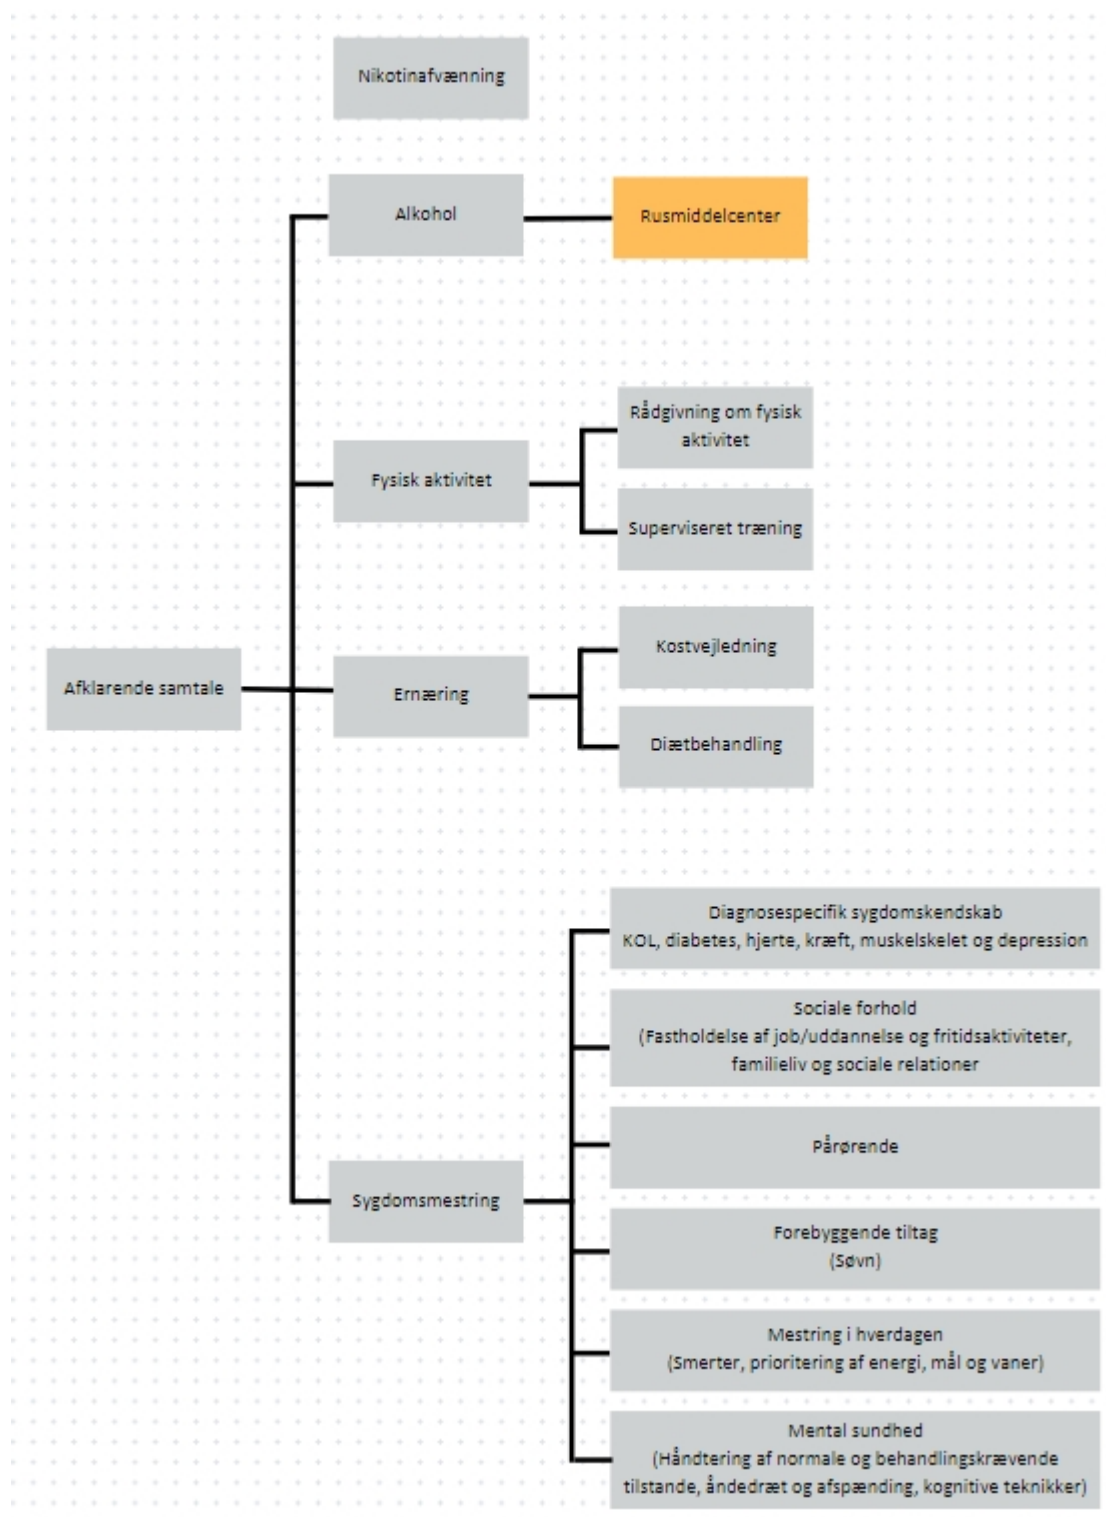 Nikotinafvænning
Alkohol
Rusmiddelcenter
Rådgivning om fysisk
aktivitet
Fysisk aktivitet
Superviseret træning
Kostvejledning
Afklarende samtale
Ernæring
Diætbehandling
Diagnosespecifik sygdomskendskab
KOL, diabetes, hjerte, kræft, muskelskelet og depression
Sociale forhold
(Fastholdelse af job/uddannelse og fritidsaktiviteter,
familieliv og sociale relationer
Pårørende
Sygdomsmestring
Forebyggende tiltag
(Søvn)
Mestring i hverdagen
(Smerter, prioritering af energi, mål og vaner)
Mental sundhed
(Håndtering af normale og behandlingskrævende
tilstande, åndedræt og afspænding, kognitive teknikker)